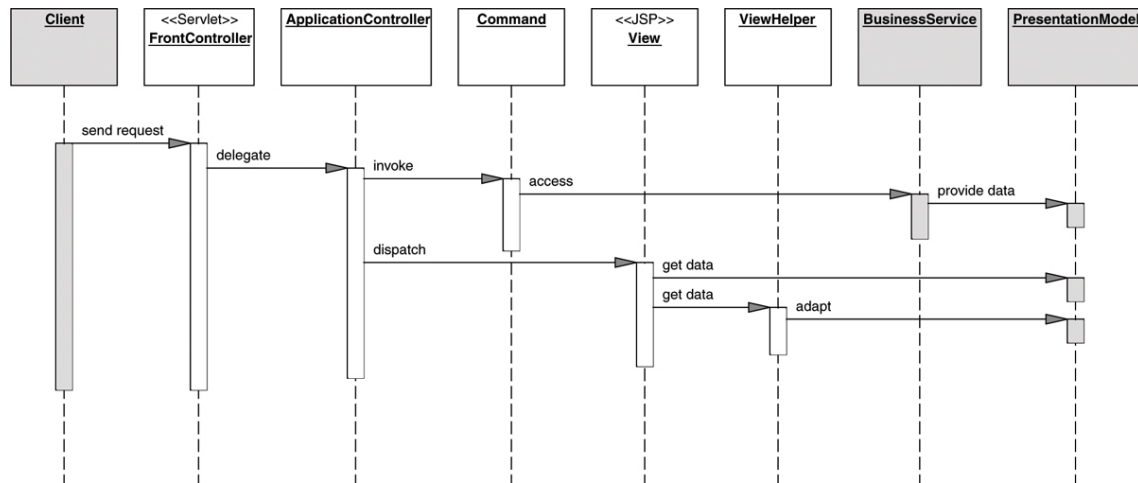 Client
<<Servlet>>
FrontController
ApplicationController
Command
<<JSP>>
View
ViewHelper
BusinessService
PresentationModel
send request
delegate
invoke
access
provide data
dispatch
get data
get data
adapt